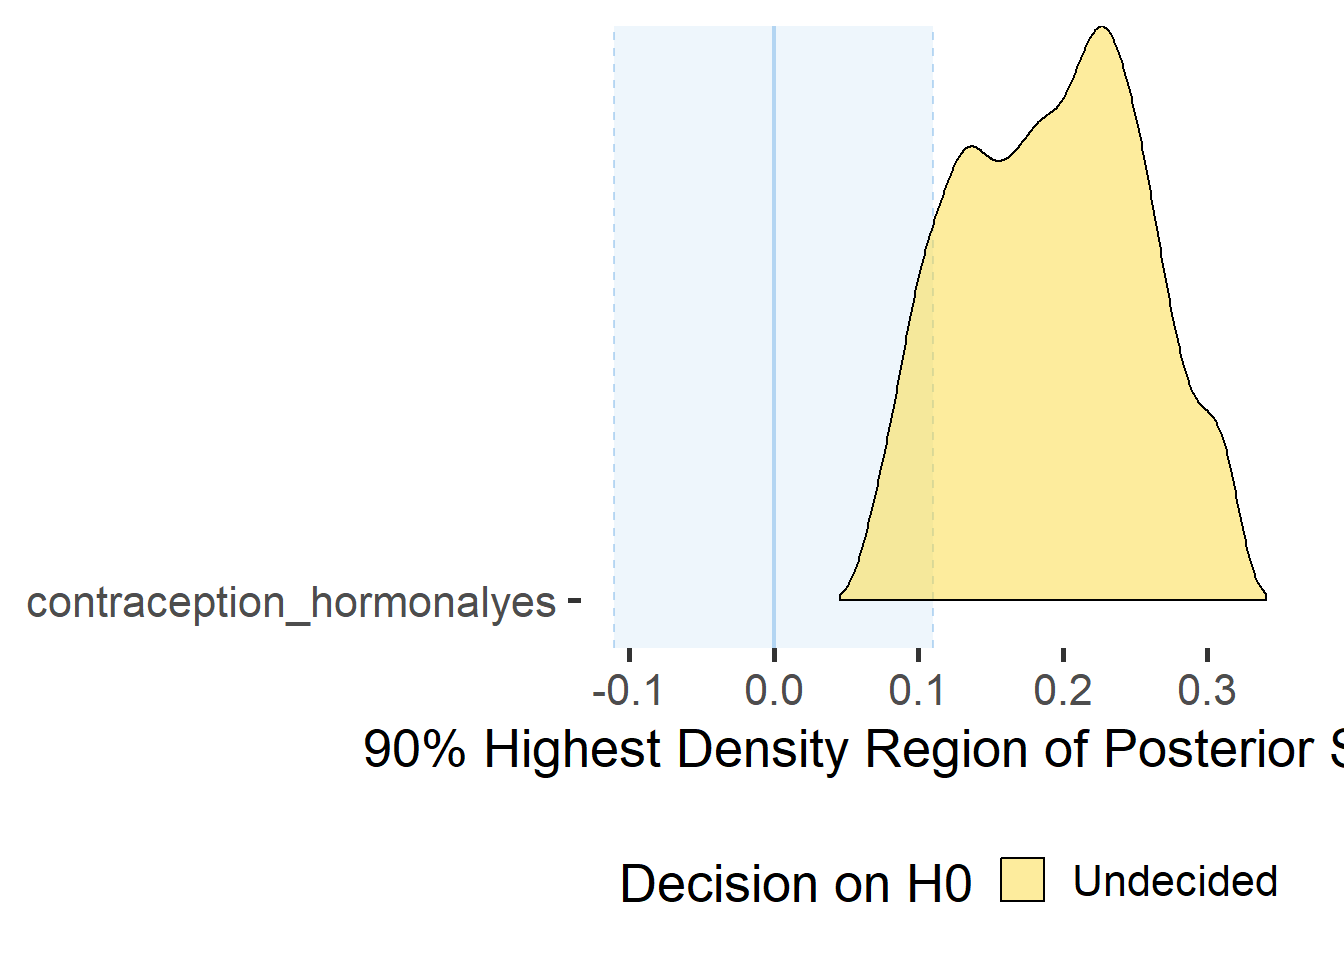 contraception_hormonalyes
-0.1 0.0 0.1 0.2 0.3
90% Highest Density Region of Posterior S
Decision on H0 Undecided